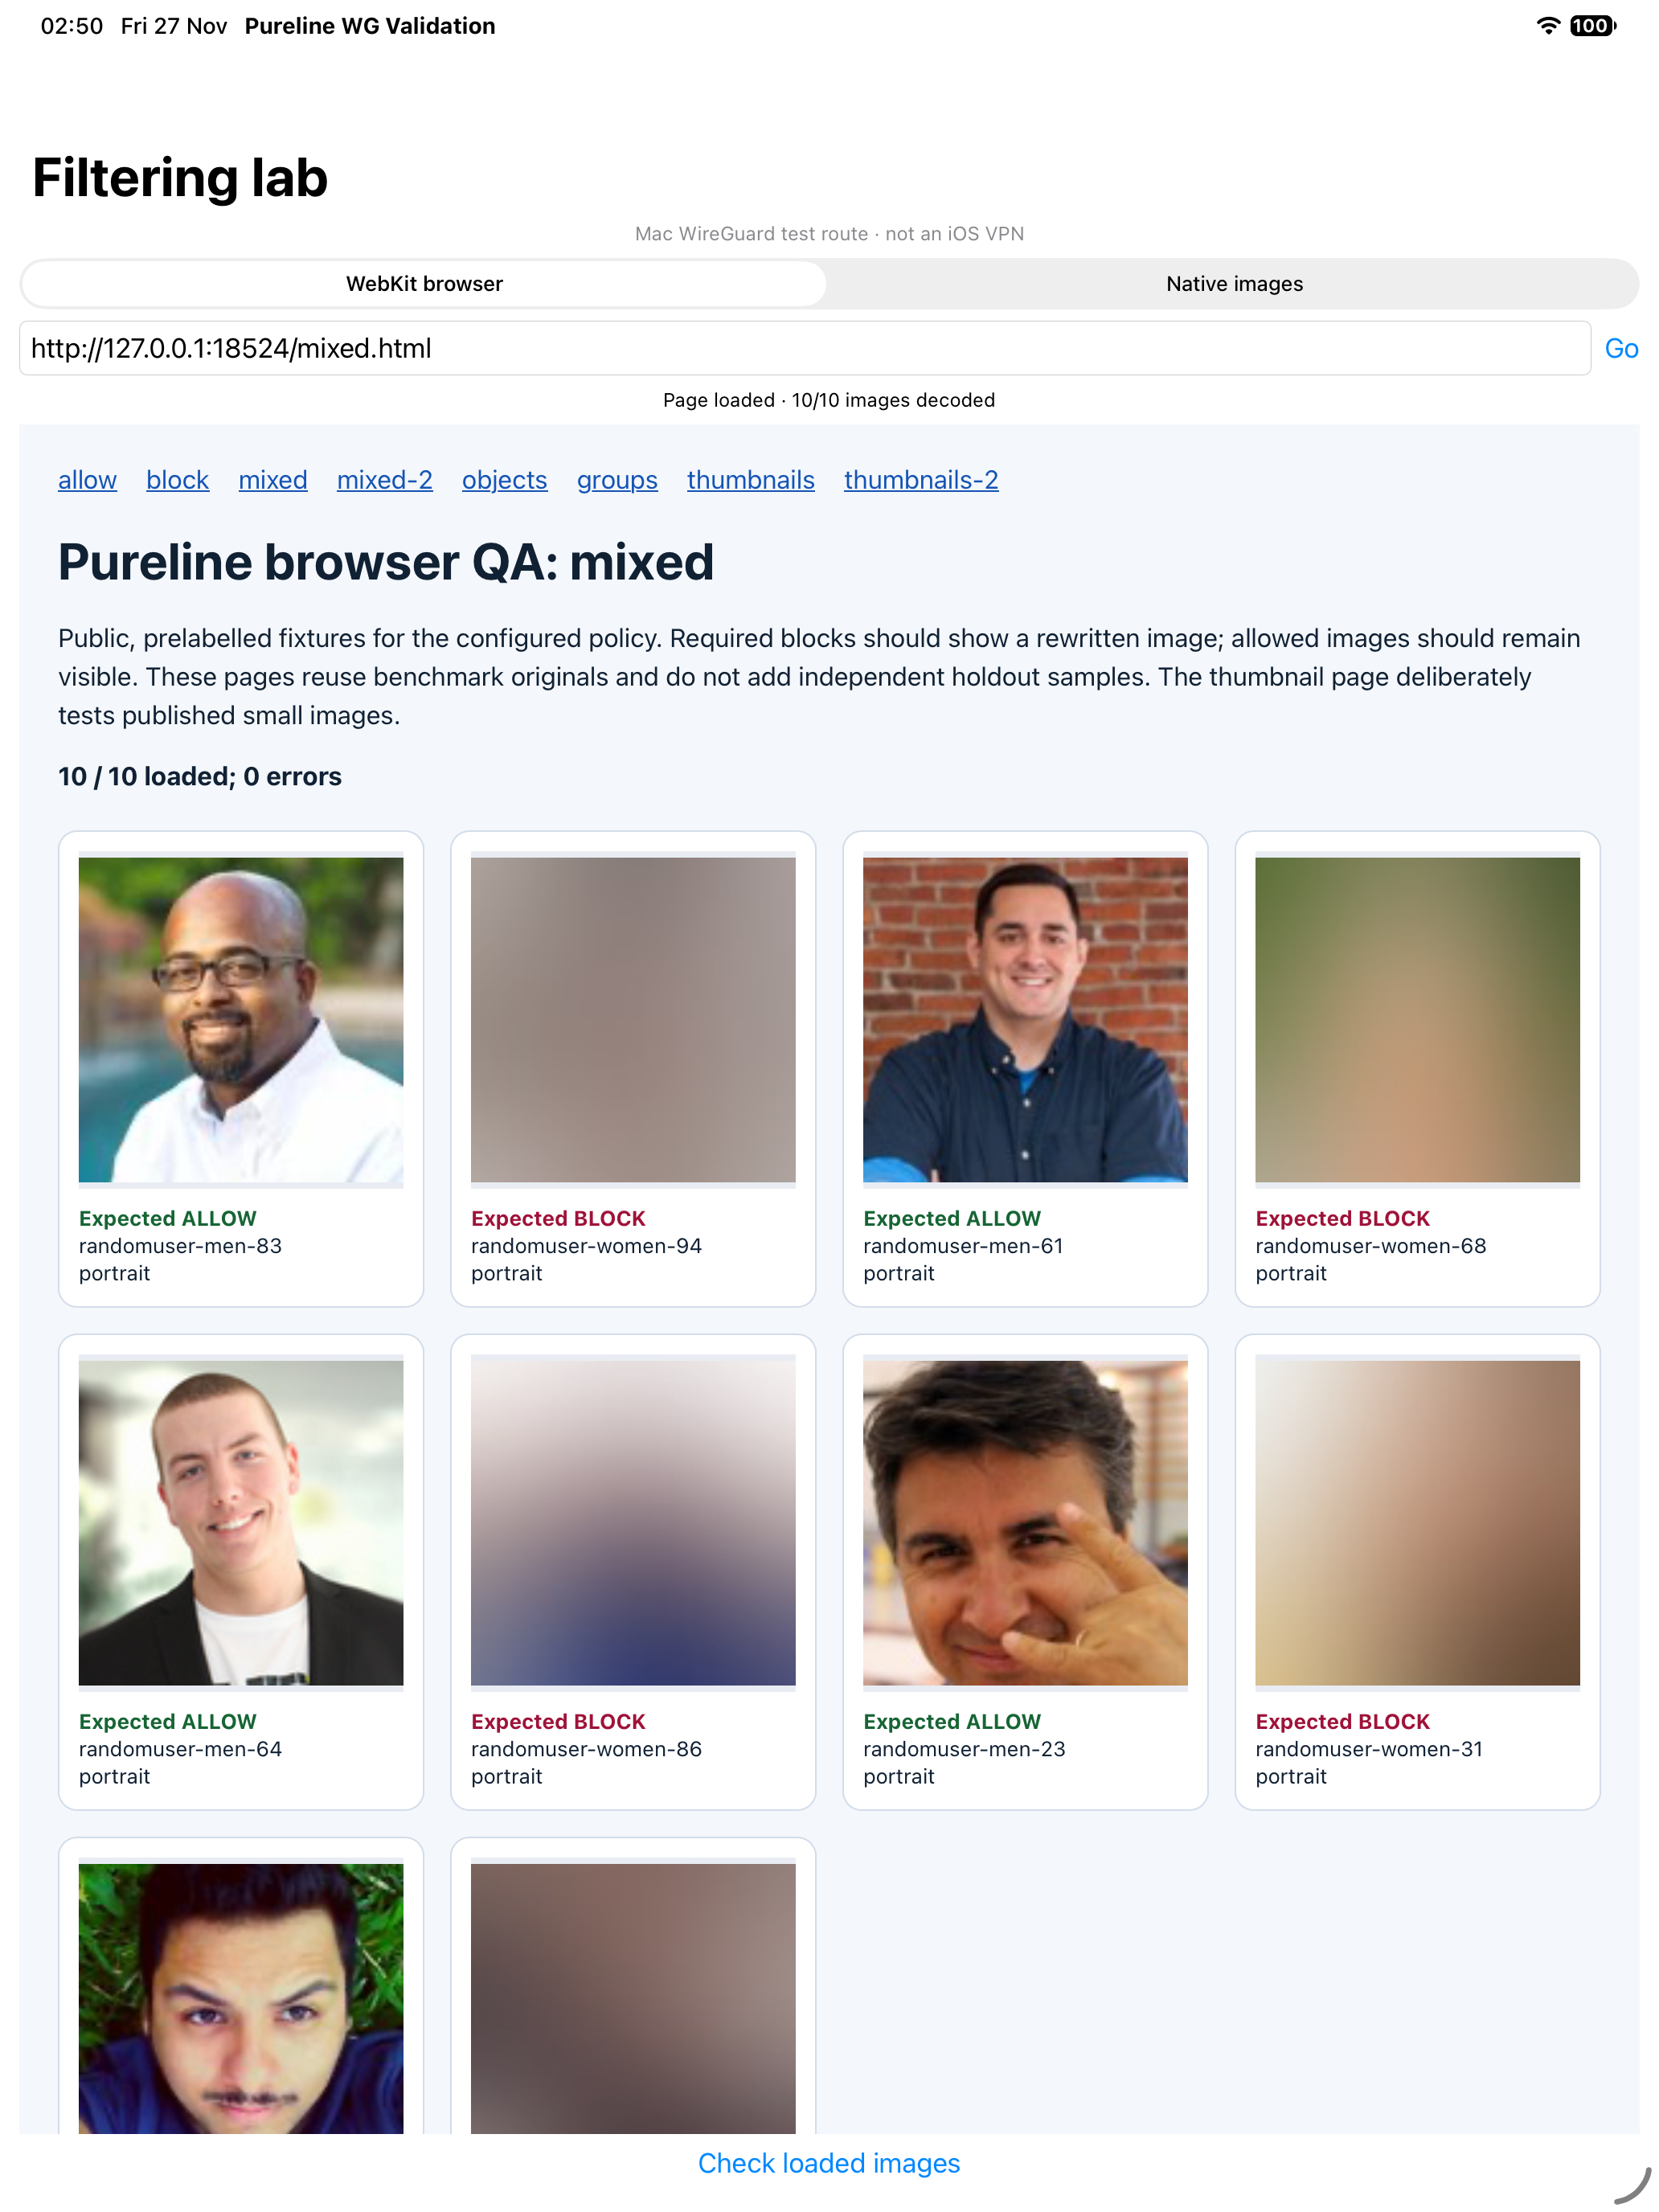 02:50 Fri 27 Nov Pureline WG Validation
100
Filtering lab
Mac WireGuard test route · not an iOS VPN
WebKit browser
Native images
http://127.0.0.1:18524/mixed.html
Go
Page loaded · 10/10 images decoded
allow block mixed mixed-2 objects groups thumbnails thumbnails-2
Pureline browser QA: mixed
Public, prelabelled fixtures for the configured policy. Required blocks should show a rewritten image; allowed images should remain
visible. These pages reuse benchmark originals and do not add independent holdout samples. The thumbnail page deliberately
tests published small images.
10 / 10 loaded; 0 errors
Expected ALLOW
randomuser-men-83
portrait
Expected BLOCK
randomuser-women-94
portrait
Expected ALLOW
randomuser-men-61
portrait
Expected BLOCK
randomuser-women-68
portrait
Expected ALLOW
randomuser-men-64
portrait
Expected BLOCK
randomuser-women-86
portrait
Expected ALLOW
randomuser-men-23
portrait
Expected BLOCK
randomuser-women-31
portrait
Check loaded images